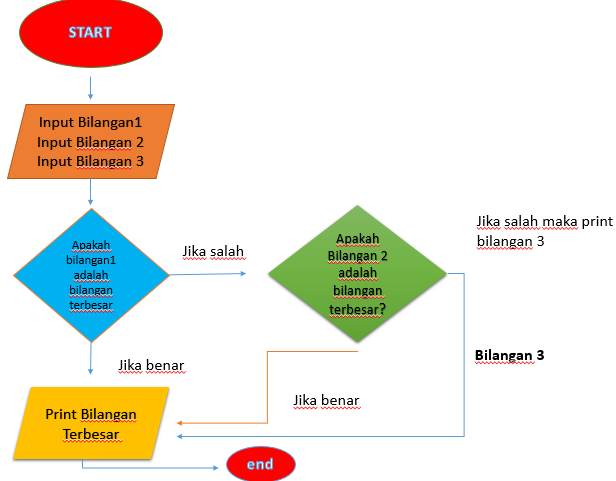 START
Input Bilangan1
Input Bilangan 2
Input Bilangan 3
Apakah
bilangan1
adalah
bilangan
terbesar
Jika salah
Apakah
Bilangan 2
adalah
bilangan
terbesar?
Jika salah maka print
bilangan 3
Bilangan 3
Jika benar
Jika benar
Print Bilangan
Terbesar
end